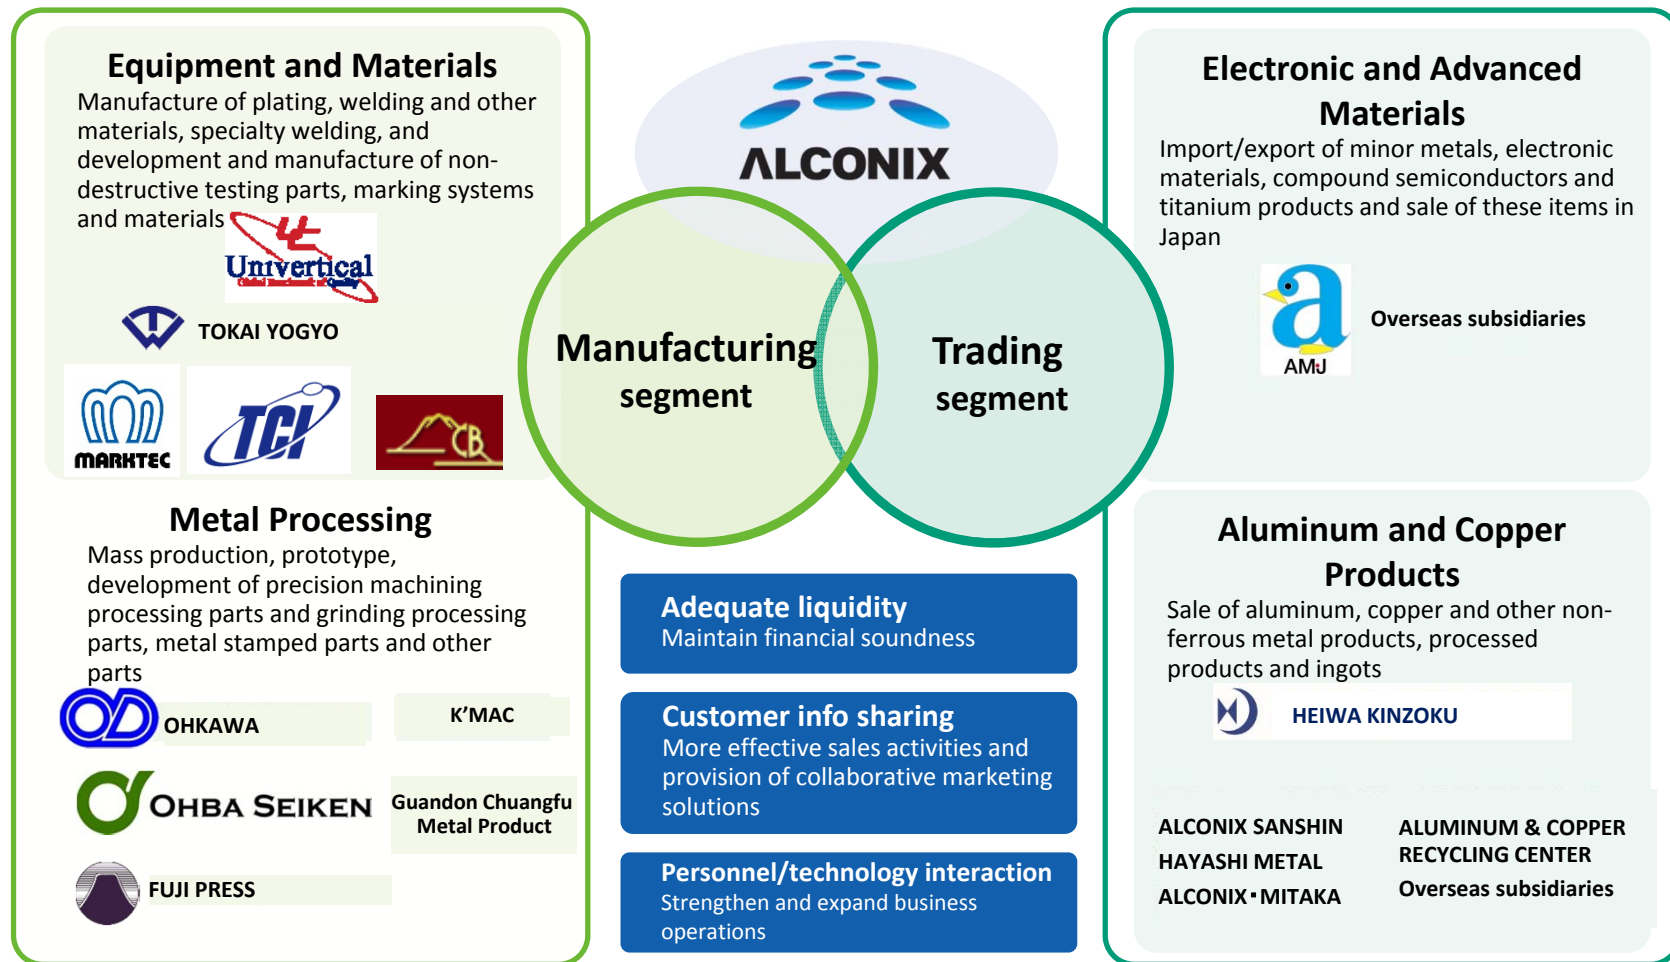 Equipment and Materials
Manufacture of plating, welding and other
materials, specialty welding, and
development and manufacture of non-
destructive testing parts, marking systems
and materials
Univertical
TOKAI YOGYO
MARKTEC
TCI
CB
Metal Processing
Mass production, prototype,
development of precision machining
processing parts and grinding processing
parts, metal stamped parts and other
parts
OHKAWA
K’MAC
OHBA SEIKEN
Guandon Chuangfu
Metal Product
FUJI PRESS
ALCONIX
Manufacturing
segment
Trading
segment
Adequate liquidity
Maintain financial soundness
Customer info sharing
More effective sales activities and
provision of collaborative marketing
solutions
Personnel/technology interaction
Strengthen and expand business
operations
Electronic and Advanced
Materials
Import/export of minor metals, electronic
materials, compound semiconductors and
titanium products and sale of these items in
Japan
AMJ
Overseas subsidiaries
Aluminum and Copper
Products
Sale of aluminum, copper and other non-
ferrous metal products, processed
products and ingots
HEIWA KINZOKU
ALCONIX SANSHIN
HAYASHI METAL
ALCONIX・MITAKA
ALUMINUM & COPPER
RECYCLING CENTER
Overseas subsidiaries